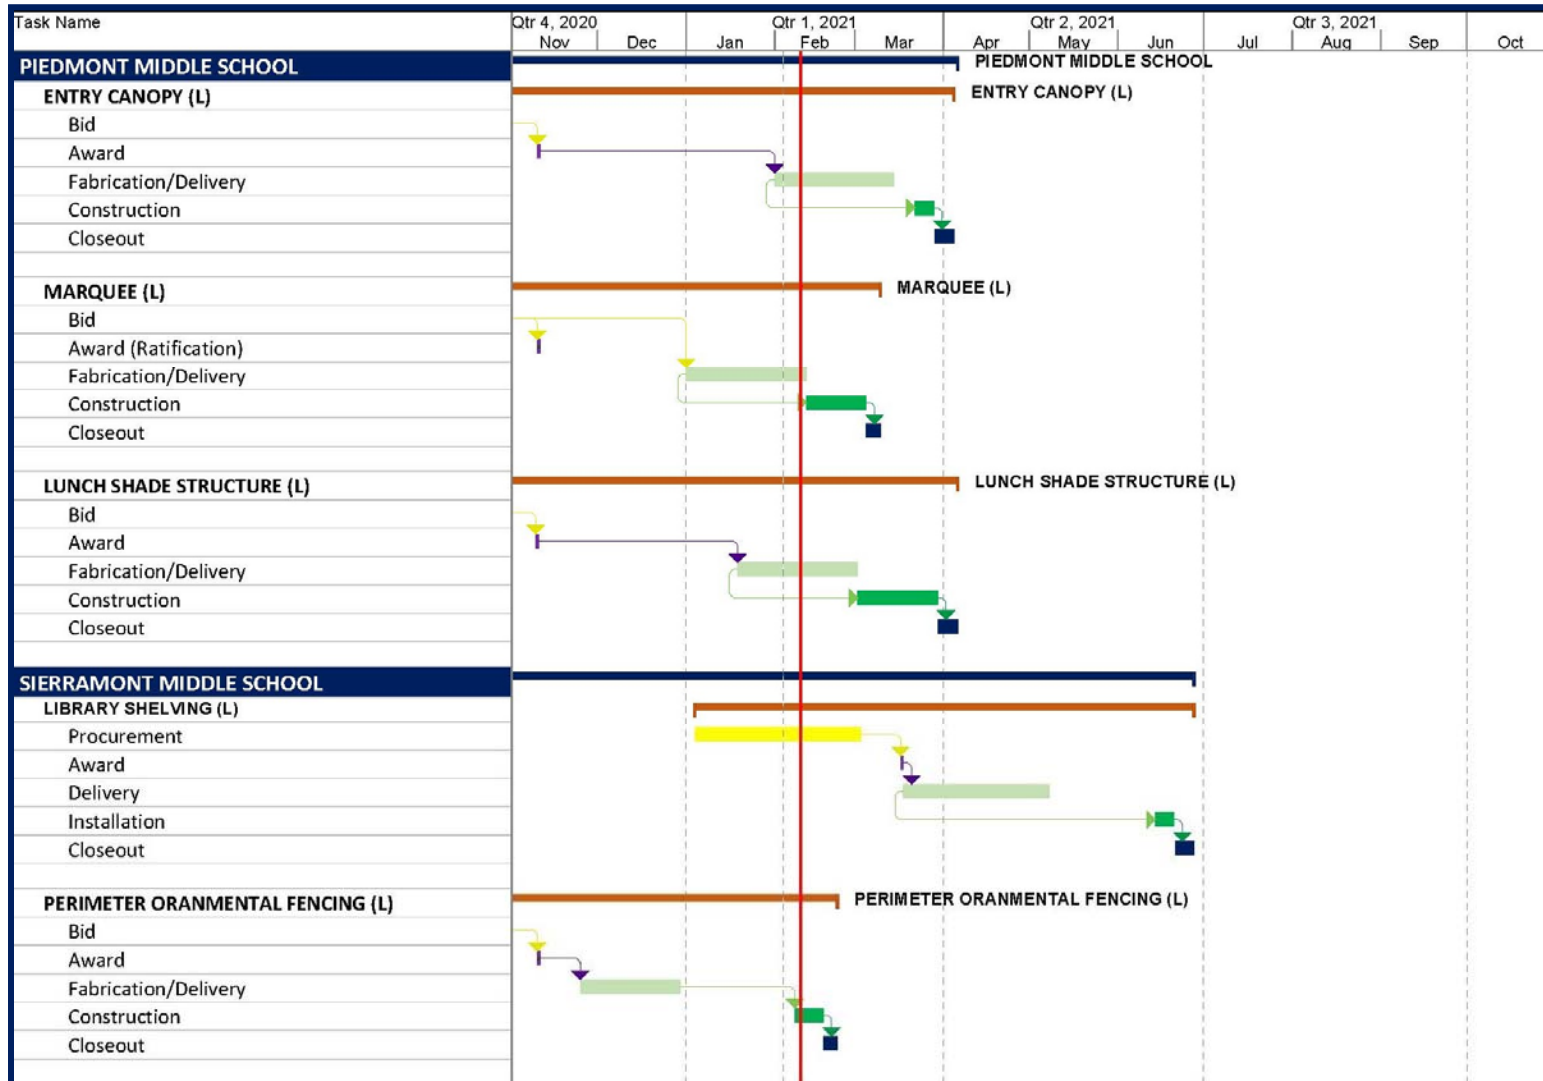 Task Name Qtr 4, 2020 Qtr 1, 2021 Qtr 2, 2021 Qtr 3, 2021
Nov Dec Jan Feb Mar Apr May Jun Jul Aug Sep Oct
PIEDMONT MIDDLE SCHOOL PIEDMONT MIDDLE SCHOOL
ENTRY CANOPY (L) ENTRY CANOPY (L)
Bid
Award
Fabrication/Delivery
Construction
Closeout
MARQUEE (L) MARQUEE (L)
Bid
Award (Ratification)
Fabrication/Delivery
Construction
Closeout
LUNCH SHADE STRUCTURE (L) LUNCH SHADE STRUCTURE (L)
Bid
Award
Fabrication/Delivery
Construction
Closeout
SIERRAMONT MIDDLE SCHOOL
LIBRARY SHELVING (L)
Procurement
Award
Delivery
Installation
Closeout
PERIMETER ORANMENTAL FENCING (L) PERIMETER ORANMENTAL FENCING (L)
Bid
Award
Fabrication/Delivery
Construction
Closeout